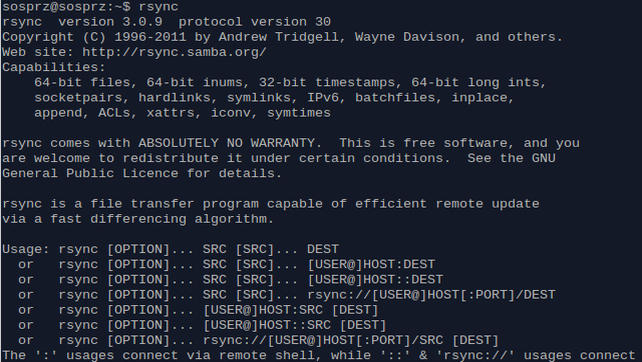 sosprz@sosprz:~$ rsync
rsync  version 3.0.9  protocol version 30
Copyright (C) 1996-2011 by Andrew Tridgell, Wayne Davison, and others.
Web site: http://rsync.samba.org/
Capabilities:
    64-bit files, 64-bit inums, 32-bit timestamps, 64-bit long ints,
    socketpairs, hardlinks, symlinks, IPv6, batchfiles, inplace,
    append, ACLs, xattrs, iconv, symtimes

rsync comes with ABSOLUTELY NO WARRANTY.  This is free software, and you
are welcome to redistribute it under certain conditions.  See the GNU
General Public Licence for details.

rsync is a file transfer program capable of efficient remote update
via a fast differencing algorithm.

Usage: rsync [OPTION]... SRC [SRC]... DEST
  or   rsync [OPTION]... SRC [SRC]... [USER@]HOST:DEST
  or   rsync [OPTION]... SRC [SRC]... [USER@]HOST::DEST
  or   rsync [OPTION]... SRC [SRC]... rsync://[USER@]HOST[:PORT]/DEST
  or   rsync [OPTION]... [USER@]HOST:SRC [DEST]
  or   rsync [OPTION]... [USER@]HOST::SRC [DEST]
  or   rsync [OPTION]... rsync://[USER@]HOST[:PORT]/SRC [DEST]
The ':' usages connect via remote shell, while '::' & 'rsync://' usages connect